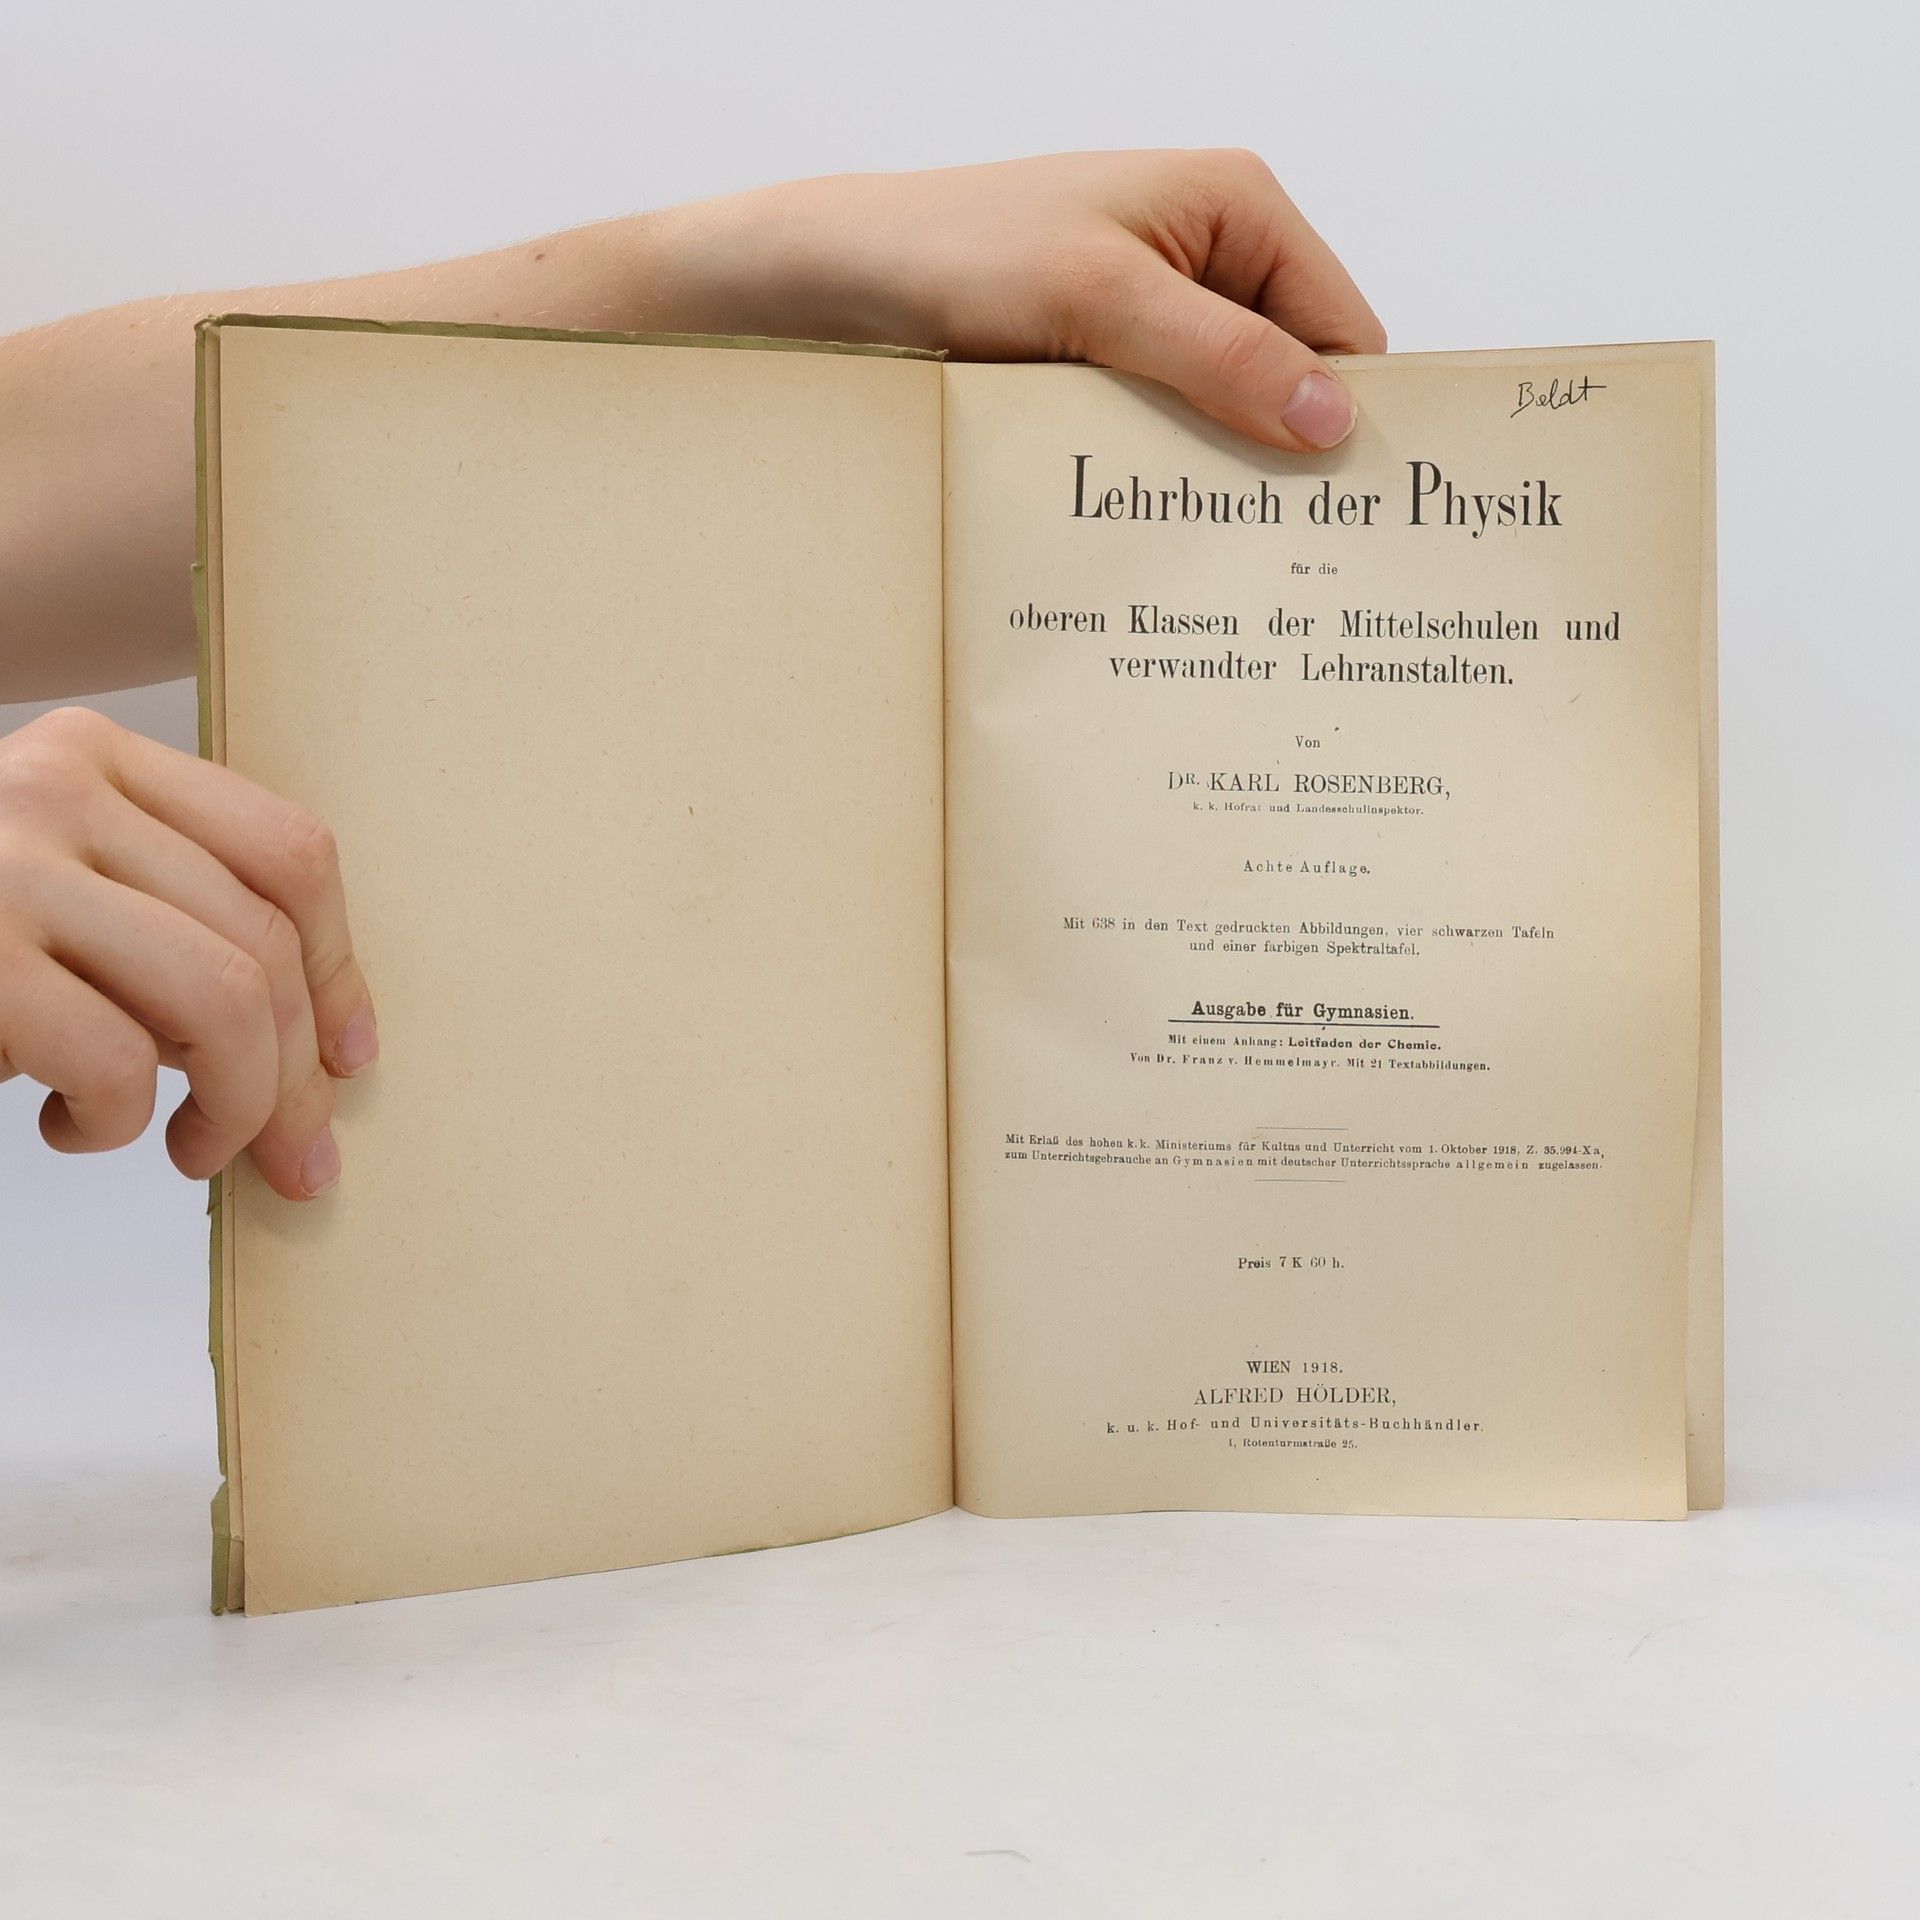 Boldt
Lehrbuch der Physik
für die
oberen Klassen der Mittelschulen und
verwandter Lehranstalten.
Von
DR. KARL ROSENBERG,
k. k. Hofrat und Landesschulinspektor.
Achte Auflage.
Mit 638 in den Text gedruckten Abbildungen, vier schwarzen Tafeln
und einer farbigen Spektraltafel.
Ausgabe für Gymnasien.
Mit einem Anhang: Leitfaden der Chemie.
Von Dr. Franz v. Hemmelmayr. Mit 21 Textabbildungen.
Mit Erlaß des hohen k. k. Ministeriums für Kultus und Unterricht vom 1. Oktober 1918, Z. 35.994-Xa,
zum Unterrichtsgebrauche an Gymnasien mit deutscher Unterrichtssprache allgemein zugelassen.
Preis 7 K 60 h.
WIEN 1918.
ALFRED HÖLDER,
k. u. k. Hof- und Universitäts-Buchhändler.
I, Rotenturmstraße 25.